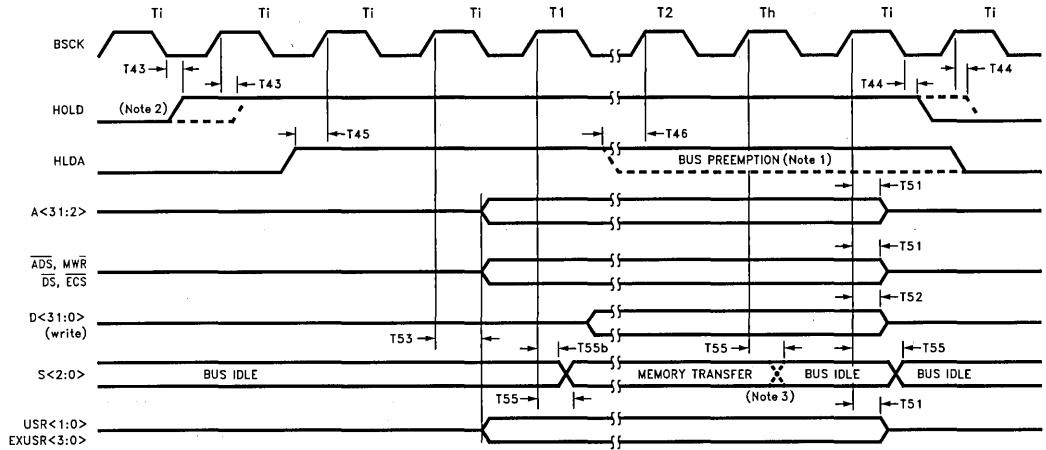 Ti Ti Ti Ti T1 T2 Th Ti Ti
BSCK
T43 T43 T44 T44
HOLD (Note 2)
T45 T46
HLDA BUS PREEMPTION (Note 1)
T51
A<31:2>
T51
ADS, MWR
DS, ECS
T52
D<31:0>
(write)
T53 T55b T55 T55
S<2:0> BUS IDLE MEMORY TRANSFER BUS IDLE BUS IDLE
T55 (Note 3) T51
USR<1:0>
EXUSR<3:0>